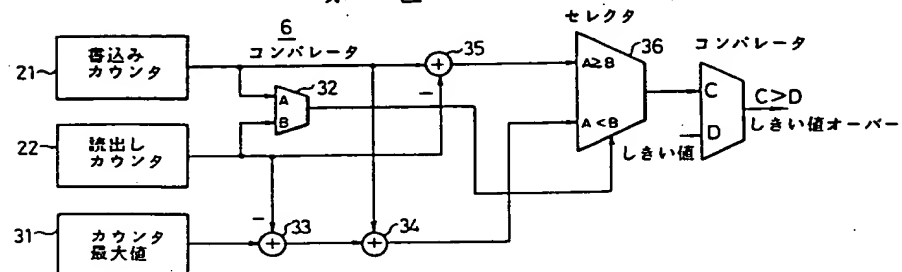 6
コンパレータ
セレクタ
コンパレータ
21
書込み
カウンタ
32
A
B
35
−
A≧B
A<B
36
C
D
C>D
しきい値オーバー
しきい値
22
読出し
カウンタ
31
カウンタ
最大値
−
33
34